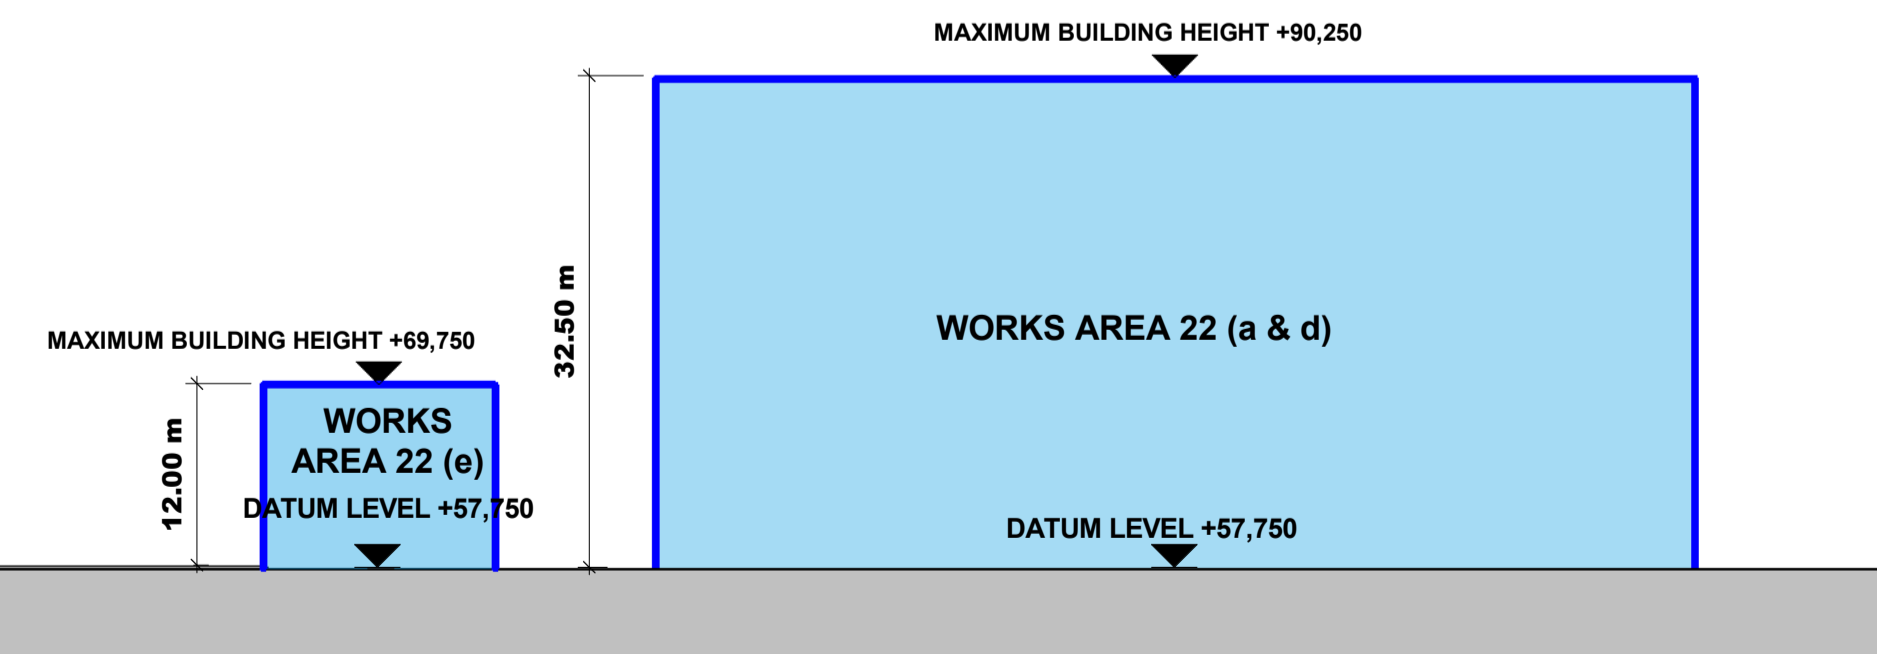 MAXIMUM BUILDING HEIGHT +90,250
32.50 m
WORKS AREA 22 (a & d)
DATUM LEVEL +57,750
MAXIMUM BUILDING HEIGHT +69,750
12.00 m
WORKS
AREA 22 (e)
DATUM LEVEL +57,750